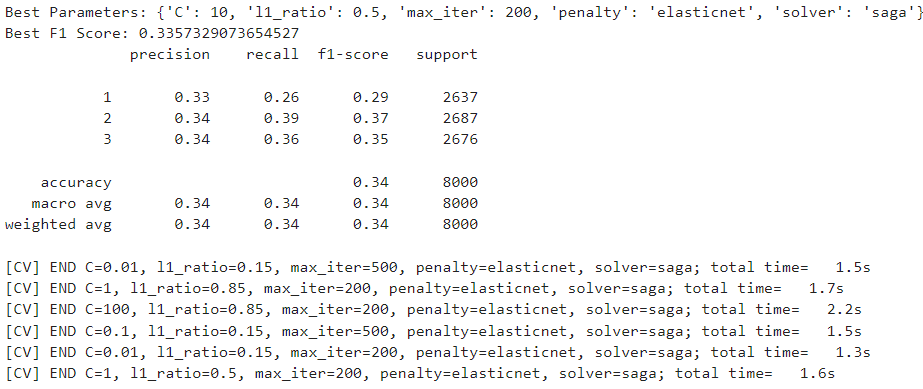 Best Parameters: {'C': 10, 'l1_ratio': 0.5, 'max_iter': 200, 'penalty': 'elasticnet', 'solver': 'saga'}
Best F1 Score: 0.3357329073654527
              precision    recall  f1-score   support

           1       0.33      0.26      0.29      2637
           2       0.34      0.39      0.37      2687
           3       0.34      0.36      0.35      2676

    accuracy                           0.34      8000
   macro avg       0.34      0.34      0.34      8000
weighted avg       0.34      0.34      0.34      8000

[CV] END C=0.01, l1_ratio=0.15, max_iter=500, penalty=elasticnet, solver=saga; total time=   1.5s
[CV] END C=1, l1_ratio=0.85, max_iter=200, penalty=elasticnet, solver=saga; total time=   1.7s
[CV] END C=100, l1_ratio=0.85, max_iter=200, penalty=elasticnet, solver=saga; total time=   2.2s
[CV] END C=0.1, l1_ratio=0.15, max_iter=500, penalty=elasticnet, solver=saga; total time=   1.5s
[CV] END C=0.01, l1_ratio=0.15, max_iter=200, penalty=elasticnet, solver=saga; total time=   1.3s
[CV] END C=1, l1_ratio=0.5, max_iter=200, penalty=elasticnet, solver=saga; total time=   1.6s